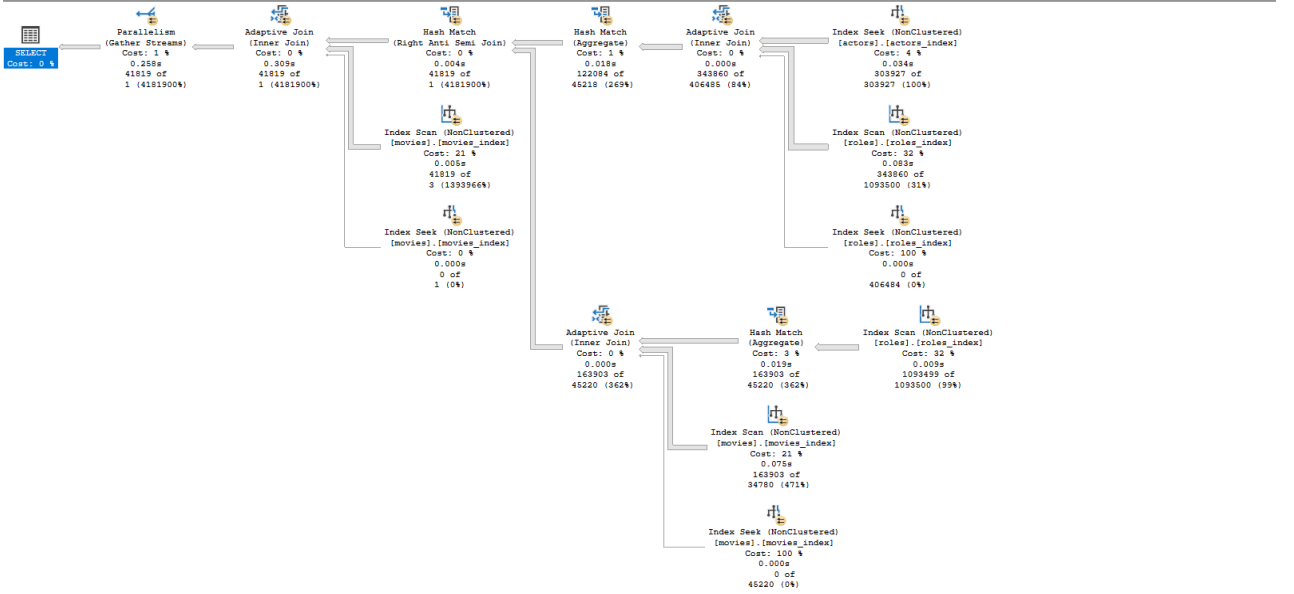 SELECT
Cost: 0 %
Parallelism
(Gather Streams)
Cost: 1 %
0.258s
41819 of
1 (4181900%)
Adaptive Join
(Inner Join)
Cost: 0 %
0.309s
41819 of
1 (4181900%)
Hash Match
(Right Anti Semi Join)
Cost: 0 %
0.004s
41819 of
1 (4181900%)
Hash Match
(Aggregate)
Cost: 1 %
0.018s
122084 of
45218 (269%)
Adaptive Join
(Inner Join)
Cost: 0 %
0.000s
343860 of
406485 (84%)
Index Seek (NonClustered)
[actors].[actors_index]
Cost: 4 %
0.034s
303927 of
303927 (100%)
Index Scan (NonClustered)
[movies].[movies_index]
Cost: 21 %
0.005s
41819 of
3 (1393966%)
Index Scan (NonClustered)
[roles].[roles_index]
Cost: 32 %
0.083s
343860 of
1093500 (31%)
Index Seek (NonClustered)
[movies].[movies_index]
Cost: 0 %
0.000s
0 of
1 (0%)
Index Seek (NonClustered)
[roles].[roles_index]
Cost: 100 %
0.000s
0 of
406484 (0%)
Adaptive Join
(Inner Join)
Cost: 0 %
0.000s
163903 of
45220 (362%)
Hash Match
(Aggregate)
Cost: 3 %
0.019s
163903 of
45220 (362%)
Index Scan (NonClustered)
[roles].[roles_index]
Cost: 32 %
0.009s
1093499 of
1093500 (99%)
Index Scan (NonClustered)
[movies].[movies_index]
Cost: 21 %
0.075s
163903 of
34780 (471%)
Index Seek (NonClustered)
[movies].[movies_index]
Cost: 100 %
0.000s
0 of
45220 (0%)